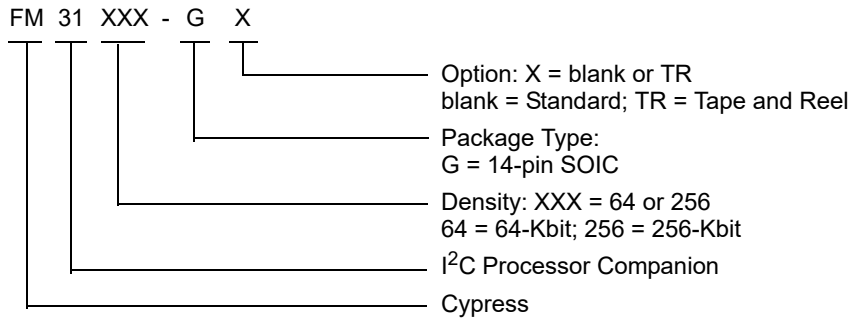 FM 31 XXX - G X
Option: X = blank or TR
blank = Standard; TR = Tape and Reel
Package Type:
G = 14-pin SOIC
Density: XXX = 64 or 256
64 = 64-Kbit; 256 = 256-Kbit
I²C Processor Companion
Cypress